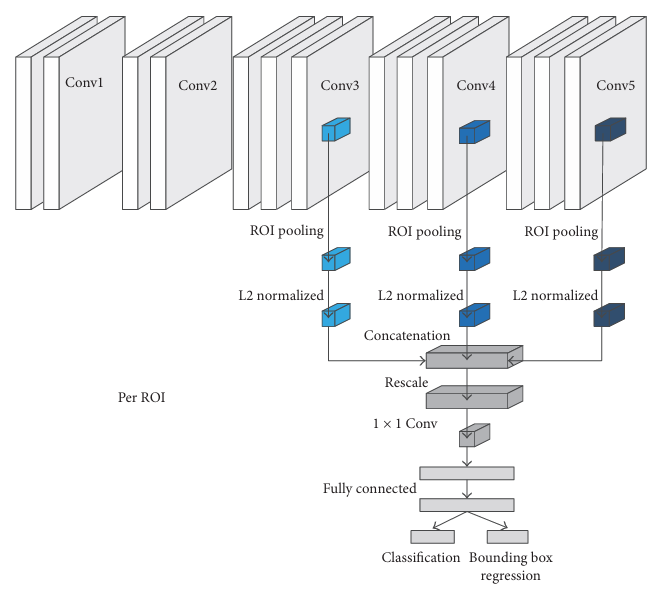 Conv1
Conv2
Conv3
Conv4
Conv5
ROI pooling
ROI pooling
ROI pooling
L2 normalized
L2 normalized
L2 normalized
Concatenation
Rescale
Per ROI
1 × 1 Conv
Fully connected
Classification
Bounding box
regression